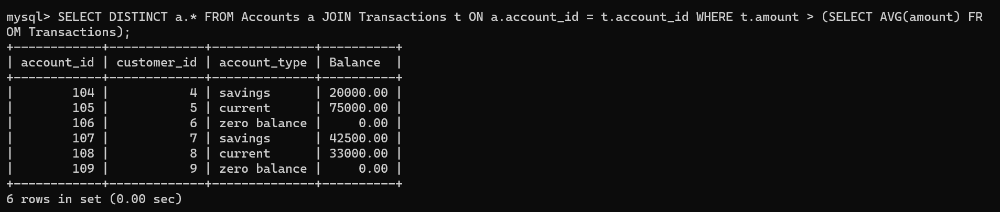 mysql> SELECT DISTINCT a.* FROM Accounts a JOIN Transactions t ON a.account_id = t.account_id WHERE t.amount > (SELECT AVG(amount) FR
OM Transactions);
+------------+-------------+--------------+----------+
| account_id | customer_id | account_type | Balance  |
+------------+-------------+--------------+----------+
|        104 |           4 | savings      | 20000.00 |
|        105 |           5 | current      | 75000.00 |
|        106 |           6 | zero balance |     0.00 |
|        107 |           7 | savings      | 42500.00 |
|        108 |           8 | current      | 33000.00 |
|        109 |           9 | zero balance |     0.00 |
+------------+-------------+--------------+----------+
6 rows in set (0.00 sec)